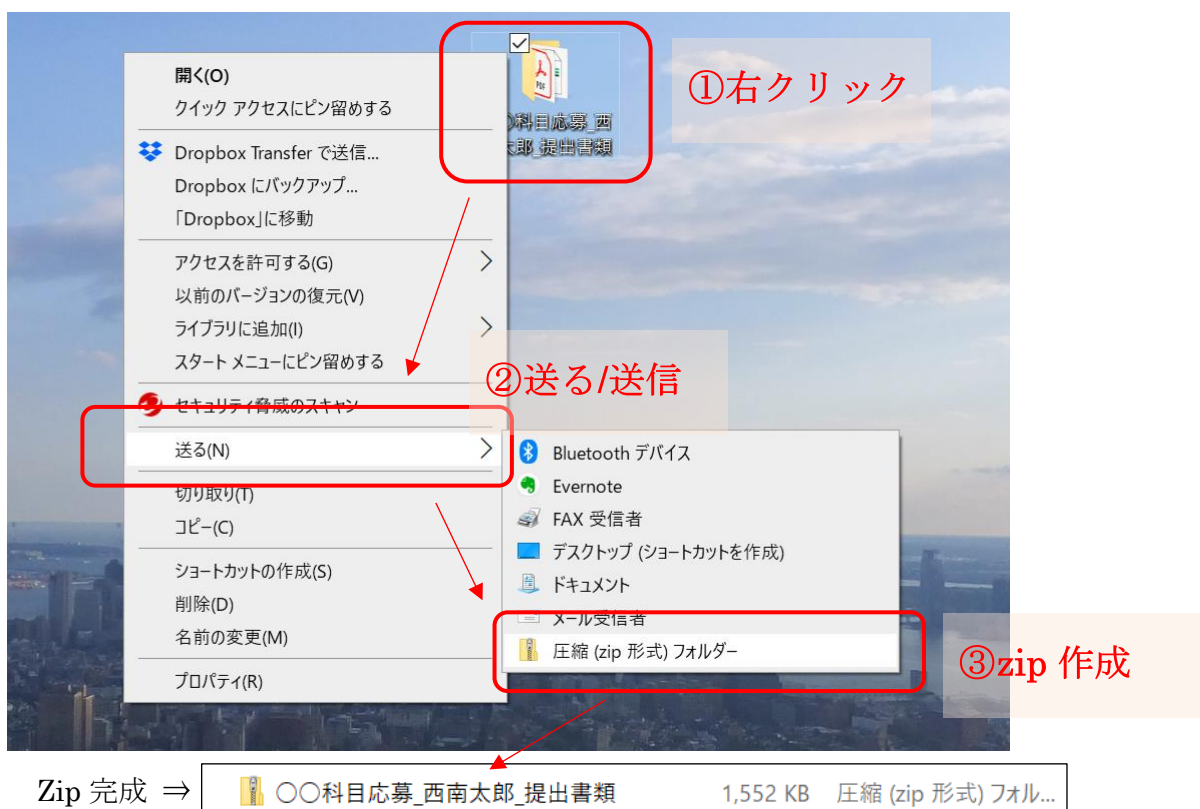 ①右クリック
科目応募_西
太郎_提出書類
開く(O)
クイック アクセスにピン留めする
Dropbox Transfer で送信...
Dropbox にバックアップ...
「Dropbox」に移動
アクセスを許可する(G)
以前のバージョンの復元(V)
ライブラリに追加(I)
スタート メニューにピン留めする
セキュリティ脅威のスキャン
②送る/送信
送る(N)
切り取り(T)
コピー(C)
ショートカットの作成(S)
削除(D)
名前の変更(M)
プロパティ(R)
Bluetooth デバイス
Evernote
FAX 受信者
デスクトップ (ショートカットを作成)
ドキュメント
メール受信者
圧縮 (zip 形式) フォルダー
③zip 作成
Zip 完成 ⇒ 〇〇科目応募_西南太郎_提出書類 1,552 KB 圧縮 (zip 形式) フォル...